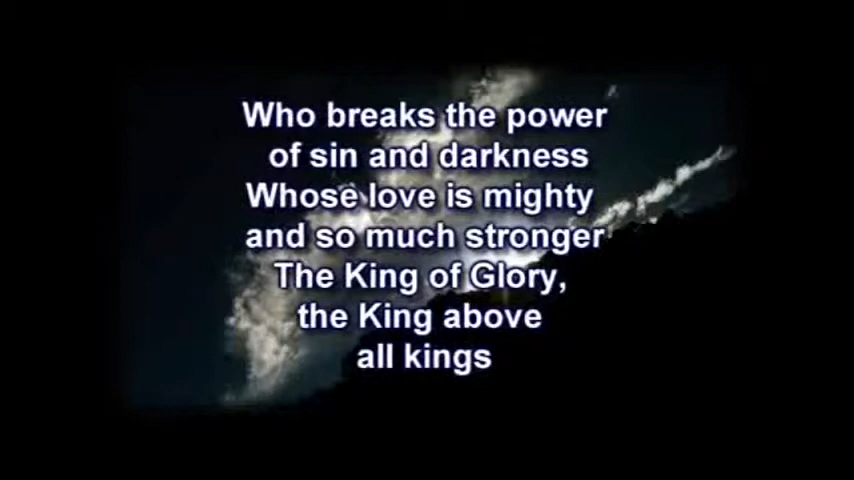 Who breaks the power
of sin and darkness
Whose love is mighty
and so much stronger
The King of Glory,
the King above
all kings